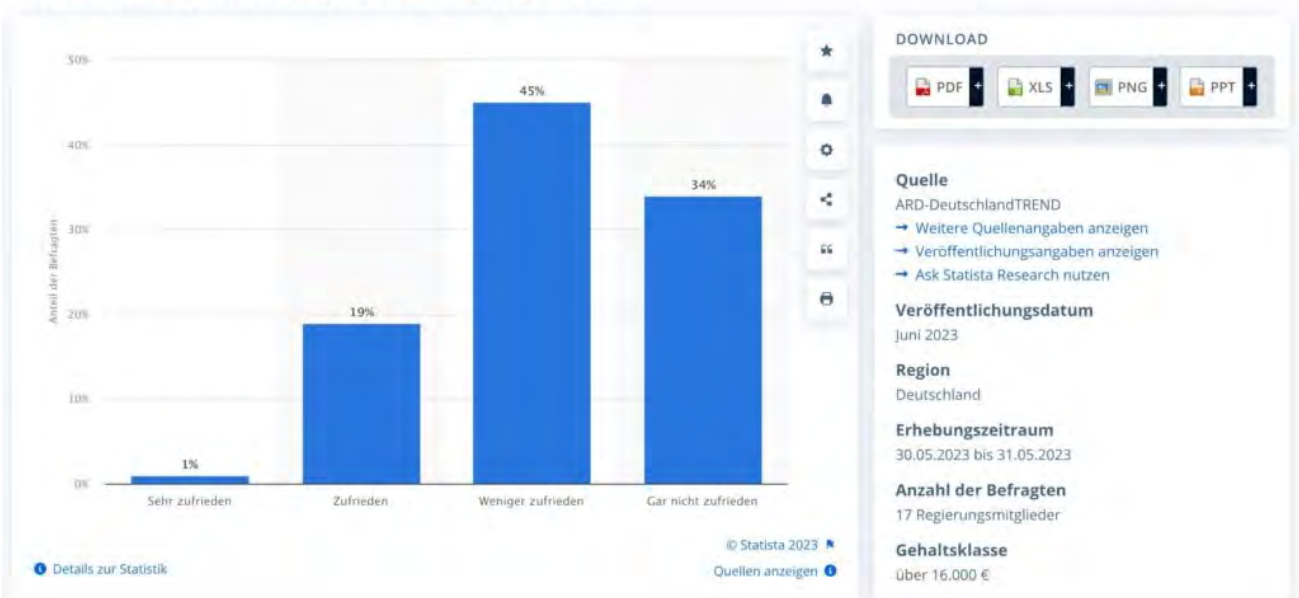 50%
40%
30%
20%
10%
0%
Anteil der Befragten
1%
19%
45%
34%
Sehr zufrieden
Zufrieden
Weniger zufrieden
Gar nicht zufrieden
© Statista 2023
Details zur Statistik
Quellen anzeigen
DOWNLOAD
PDF +
XLS +
PNG +
PPT +
Quelle
ARD-DeutschlandTREND
→ Weitere Quellenangaben anzeigen
→ Veröffentlichungsangaben anzeigen
→ Ask Statista Research nutzen
Veröffentlichungsdatum
Juni 2023
Region
Deutschland
Erhebungszeitraum
30.05.2023 bis 31.05.2023
Anzahl der Befragten
17 Regierungsmitglieder
Gehaltsklasse
über 16.000 €